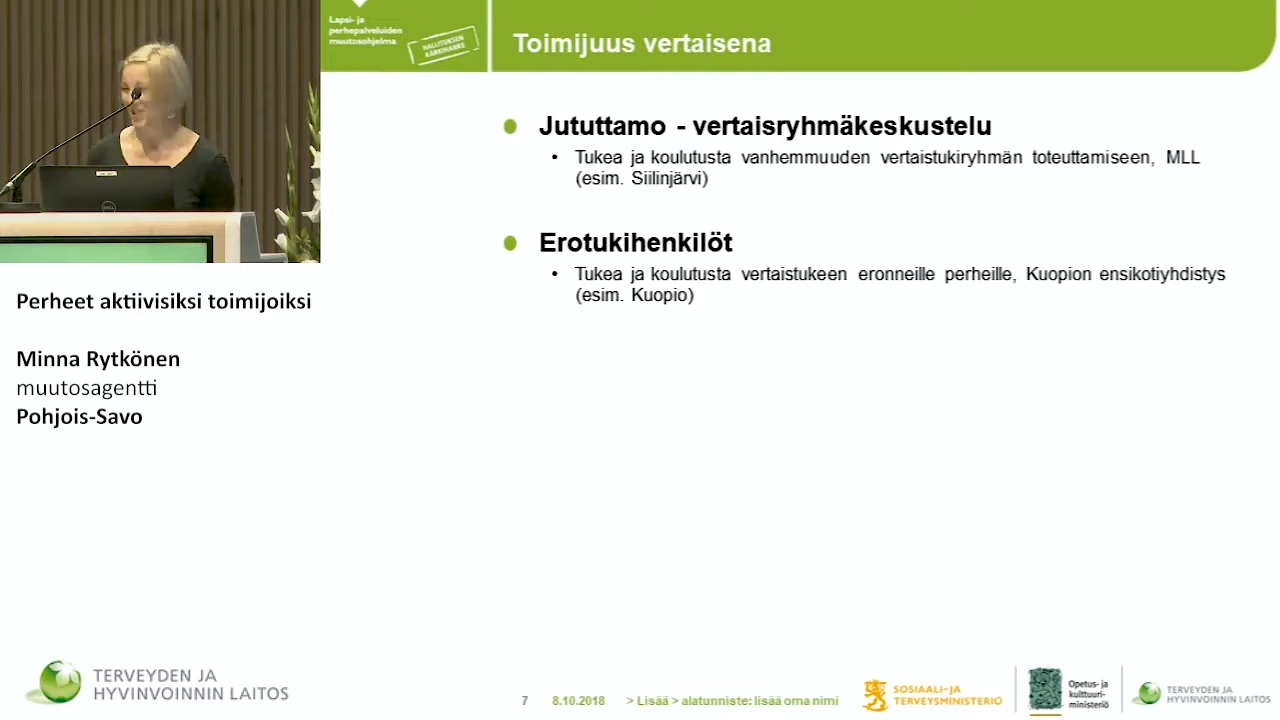 Lapsi- ja
perhepalveluiden
muutosohjelma
HALLITUKSEN
KÄRKIHANKE
Toimijuus vertaisena
Jututtamo - vertaisryhmäkeskustelu
• Tukea ja koulutusta vanhemmuuden vertaistukiryhmän toteuttamiseen, MLL
(esim. Siilinjärvi)
Erotukihenkilöt
• Tukea ja koulutusta vertaistukeen eronneille perheille, Kuopion ensikotiyhdistys
(esim. Kuopio)
DELL
Perheet aktiivisiksi toimijoiksi
Minna Rytkönen
muutosagentti
Pohjois-Savo
TERVEYDEN JA
HYVINVOINNIN LAITOS
7 8.10.2018 > Lisää > alatunniste: lisää oma nimi
SOSIAALI- JA
TERVEYSMINISTERIÖ
Opetus- ja
kulttuuri-
ministeriö
TERVEYDEN JA
HYVINVOINNIN LAITOS